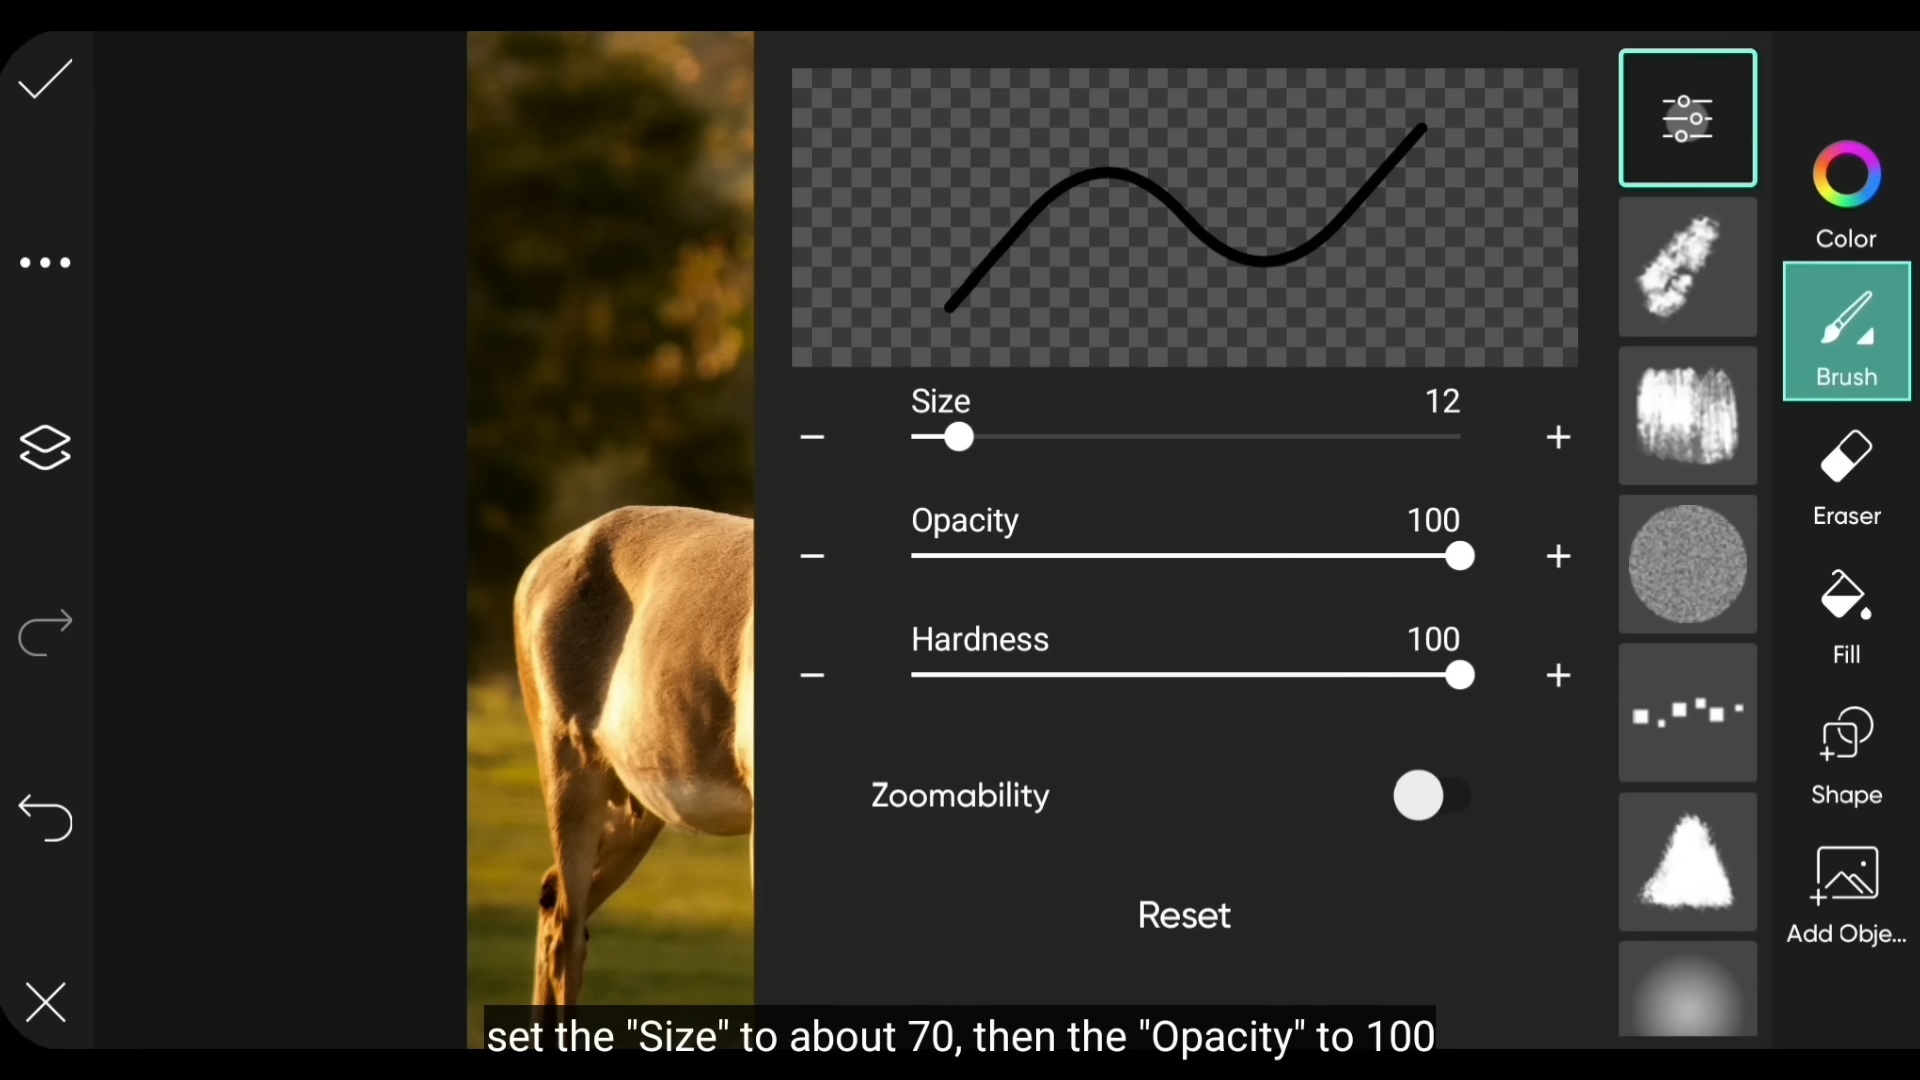 Size 12
Opacity 100
Hardness 100
Zoomability
Reset
Color
Brush
Eraser
Fill
Shape
Add Obje...
set the "Size" to about 70, then the "Opacity" to 100